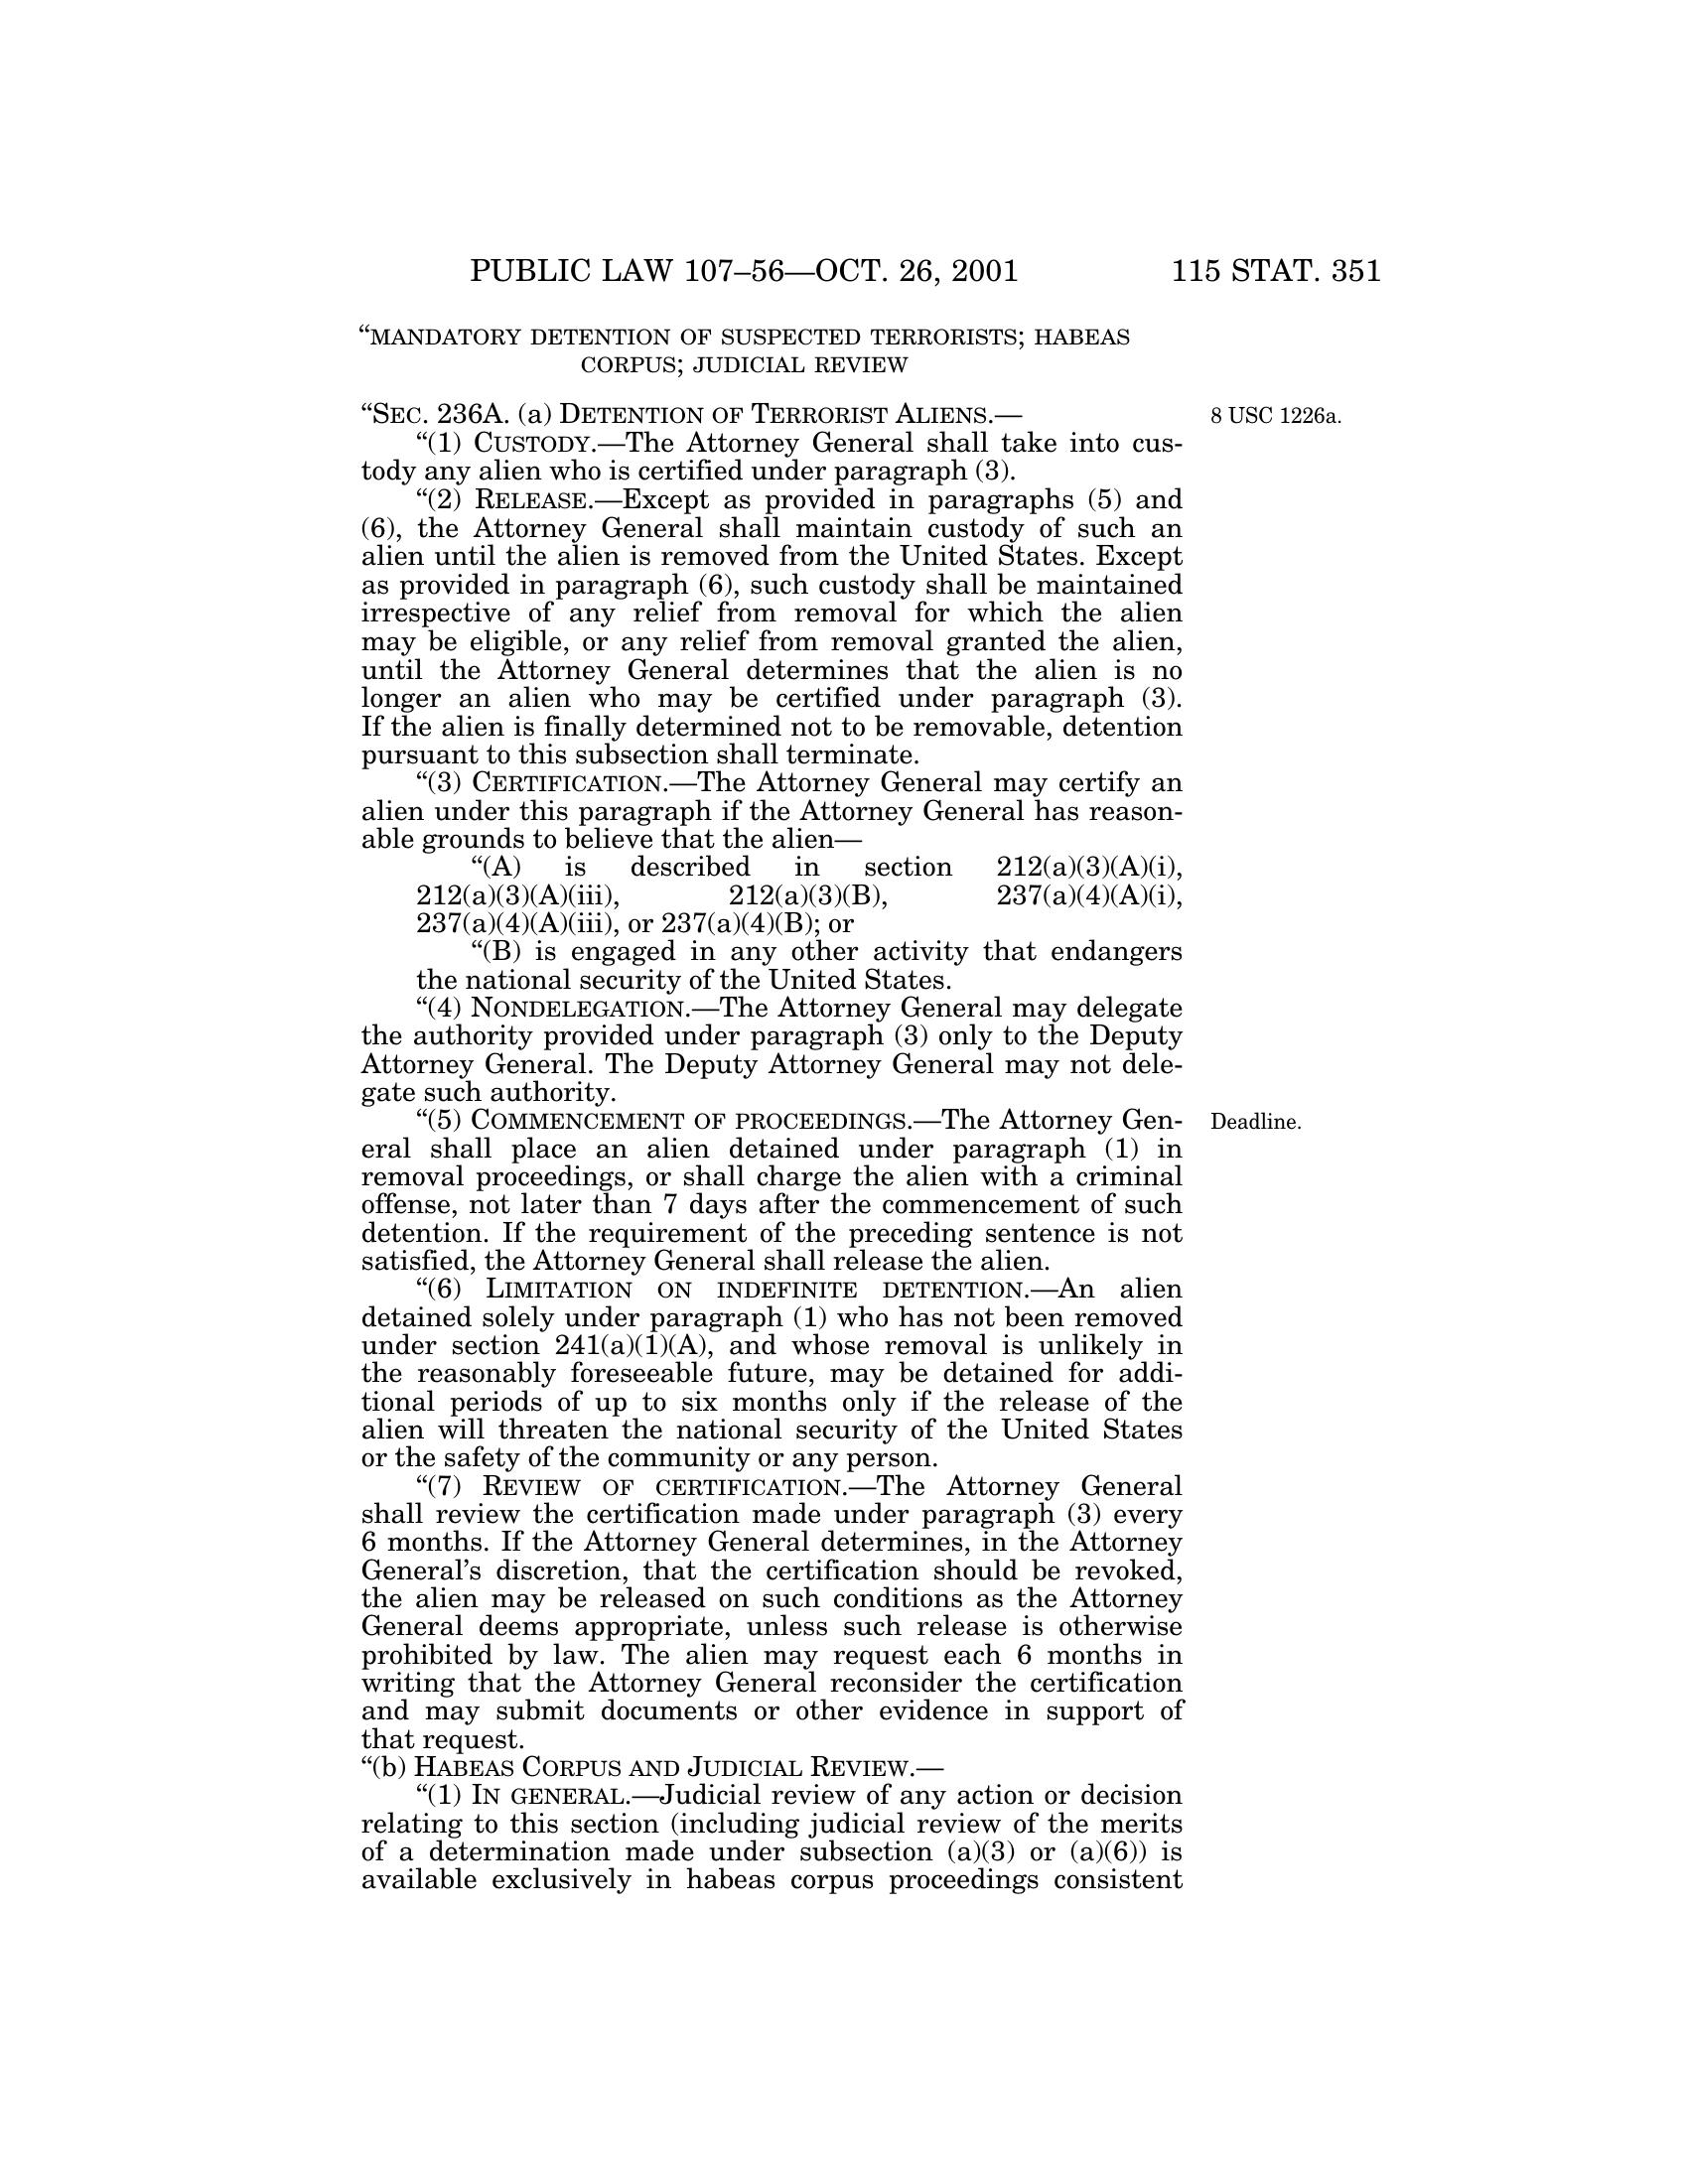 PUBLIC LAW 107–56—OCT. 26, 2001 115 STAT. 351
“MANDATORY DETENTION OF SUSPECTED TERRORISTS; HABEAS
CORPUS; JUDICIAL REVIEW
“SEC. 236A. (a) DETENTION OF TERRORIST ALIENS.— 8 USC 1226a.
“(1) CUSTODY.—The Attorney General shall take into cus-
tody any alien who is certified under paragraph (3).
“(2) RELEASE.—Except as provided in paragraphs (5) and
(6), the Attorney General shall maintain custody of such an
alien until the alien is removed from the United States. Except
as provided in paragraph (6), such custody shall be maintained
irrespective of any relief from removal for which the alien
may be eligible, or any relief from removal granted the alien,
until the Attorney General determines that the alien is no
longer an alien who may be certified under paragraph (3).
If the alien is finally determined not to be removable, detention
pursuant to this subsection shall terminate.
“(3) CERTIFICATION.—The Attorney General may certify an
alien under this paragraph if the Attorney General has reason-
able grounds to believe that the alien—
“(A) is described in section 212(a)(3)(A)(i),
212(a)(3)(A)(iii), 212(a)(3)(B), 237(a)(4)(A)(i),
237(a)(4)(A)(iii), or 237(a)(4)(B); or
“(B) is engaged in any other activity that endangers
the national security of the United States.
“(4) NONDELEGATION.—The Attorney General may delegate
the authority provided under paragraph (3) only to the Deputy
Attorney General. The Deputy Attorney General may not dele-
gate such authority.
“(5) COMMENCEMENT OF PROCEEDINGS.—The Attorney Gen- Deadline.
eral shall place an alien detained under paragraph (1) in
removal proceedings, or shall charge the alien with a criminal
offense, not later than 7 days after the commencement of such
detention. If the requirement of the preceding sentence is not
satisfied, the Attorney General shall release the alien.
“(6) LIMITATION ON INDEFINITE DETENTION.—An alien
detained solely under paragraph (1) who has not been removed
under section 241(a)(1)(A), and whose removal is unlikely in
the reasonably foreseeable future, may be detained for addi-
tional periods of up to six months only if the release of the
alien will threaten the national security of the United States
or the safety of the community or any person.
“(7) REVIEW OF CERTIFICATION.—The Attorney General
shall review the certification made under paragraph (3) every
6 months. If the Attorney General determines, in the Attorney
General’s discretion, that the certification should be revoked,
the alien may be released on such conditions as the Attorney
General deems appropriate, unless such release is otherwise
prohibited by law. The alien may request each 6 months in
writing that the Attorney General reconsider the certification
and may submit documents or other evidence in support of
that request.
“(b) HABEAS CORPUS AND JUDICIAL REVIEW.—
“(1) IN GENERAL.—Judicial review of any action or decision
relating to this section (including judicial review of the merits
of a determination made under subsection (a)(3) or (a)(6)) is
available exclusively in habeas corpus proceedings consistent